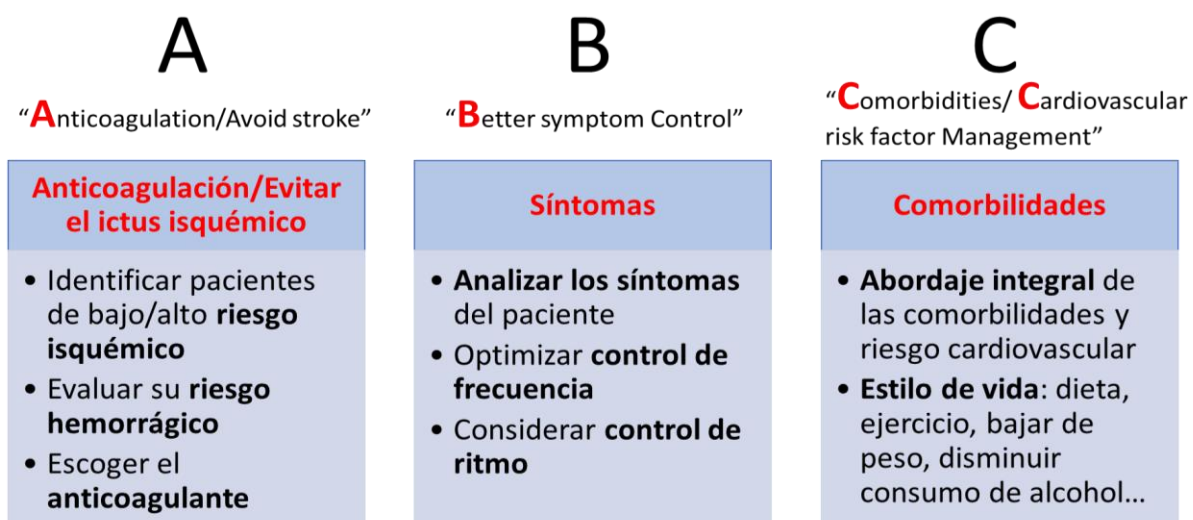 A
“Anticoagulation/Avoid stroke”
Anticoagulación/Evitar
el ictus isquémico
• Identificar pacientes
de bajo/alto riesgo
isquémico
• Evaluar su riesgo
hemorrágico
• Escoger el
anticoagulante
B
“Better symptom Control”
Síntomas
• Analizar los síntomas
del paciente
• Optimizar control de
frecuencia
• Considerar control de
ritmo
C
“Comorbidities/ Cardiovascular
risk factor Management”
Comorbilidades
• Abordaje integral de
las comorbilidades y
riesgo cardiovascular
• Estilo de vida: dieta,
ejercicio, bajar de
peso, disminuir
consumo de alcohol...